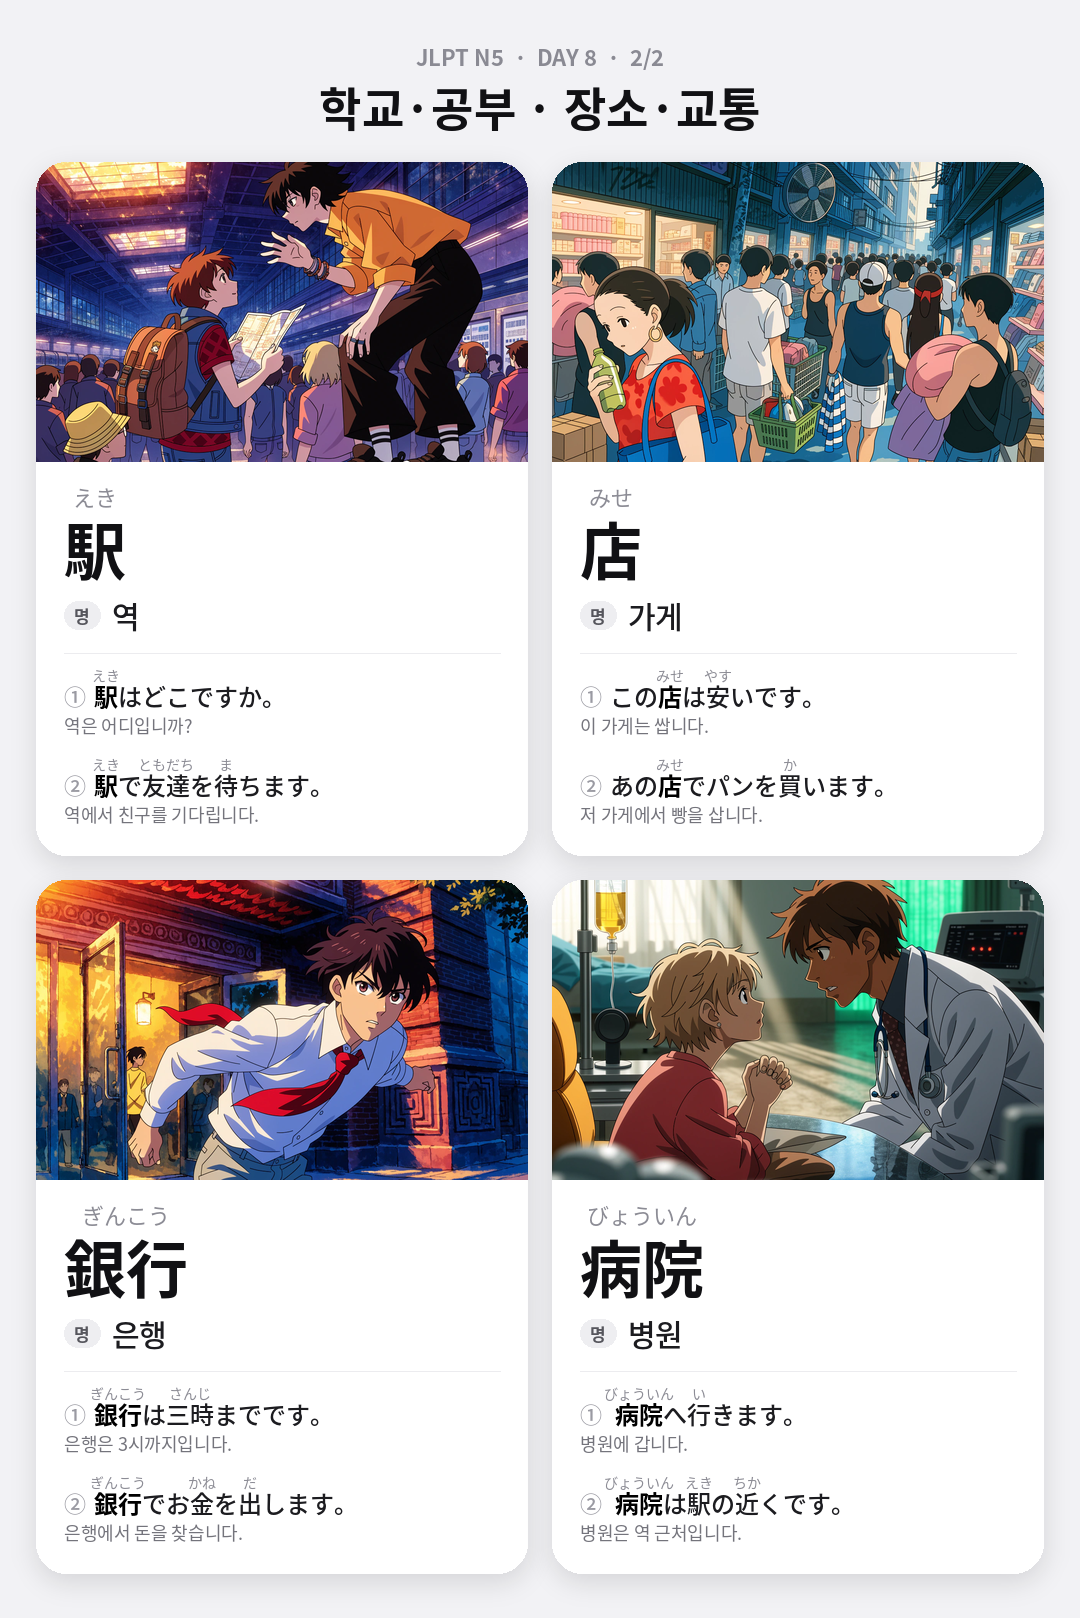 JLPT N5 · DAY 8 · 2/2
학교·공부 · 장소·교통
えき
駅
명 역
えき
① 駅はどこですか。
역은 어디입니까?
えき ともだち ま
② 駅で友達を待ちます。
역에서 친구를 기다립니다.
みせ
店
명 가게
みせ やす
① この店は安いです。
이 가게는 쌉니다.
みせ か
② あの店でパンを買います。
저 가게에서 빵을 삽니다.
ぎんこう
銀行
명 은행
ぎんこう さんじ
① 銀行は三時までです。
은행은 3시까지입니다.
ぎんこう かね だ
② 銀行でお金を出します。
은행에서 돈을 찾습니다.
びょういん
病院
명 병원
びょういん い
① 病院へ行きます。
병원에 갑니다.
びょういん えき ちか
② 病院は駅の近くです。
병원은 역 근처입니다.